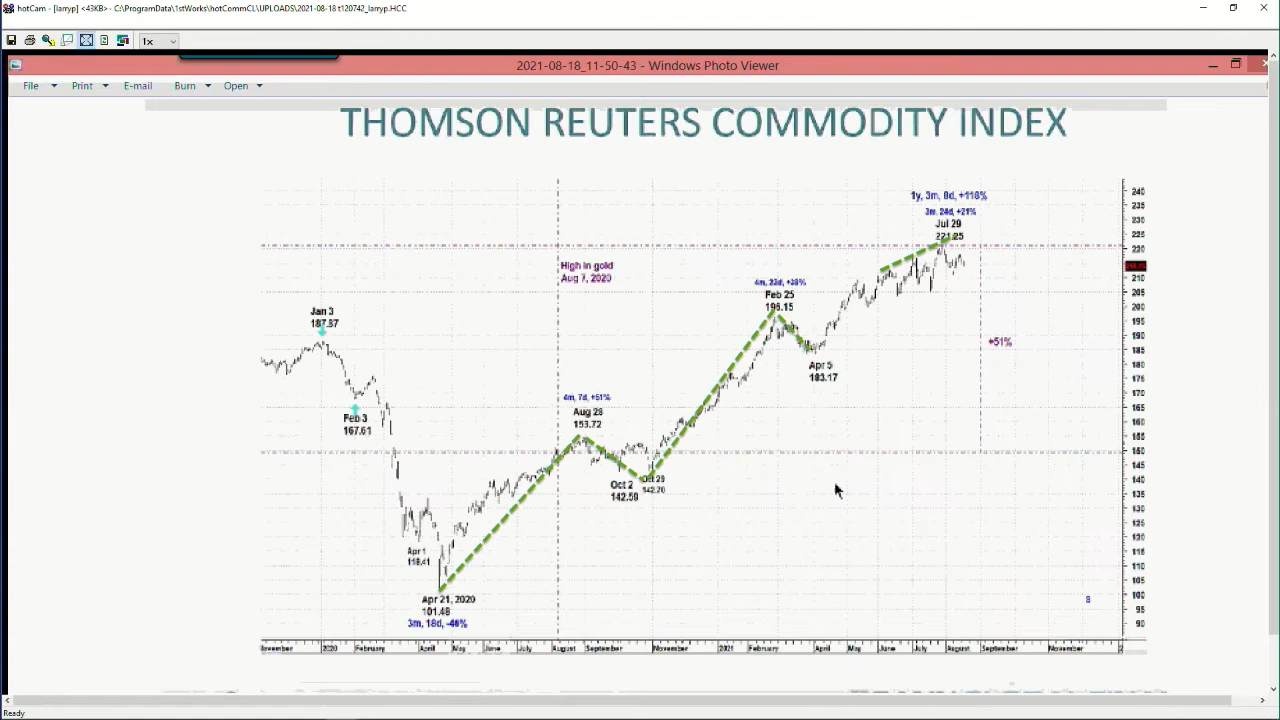 hotCam - [larryp] <43KB> - C:\ProgramData\1stWorks\hotCommCL\UPLOADS\2021-08-18 t120742_larryp.HCC
1x
2021-08-18_11-50-43 - Windows Photo Viewer
File Print E-mail Burn Open
THOMSON REUTERS COMMODITY INDEX
1y, 3m, 8d, +118%
3m, 24d, +21%
Jul 29
221.25
High in gold
Aug 7, 2020
4m, 23d, +38%
Feb 25
196.15
Jan 3
187.37
+51%
Apr 5
183.17
4m, 7d, +51%
Aug 28
153.72
Feb 3
167.61
Oct 2
142.59
Oct 29
142.70
Apr 1
118.41
Apr 21, 2020
101.48
3m, 18d, -46%
240
235
230
225
220
210
205
200
195
190
185
180
175
170
165
160
155
150
145
140
135
130
125
120
115
110
105
100
95
90
November 2020 February April May June July August September November 2021 February April May June July August September November 2
Ready